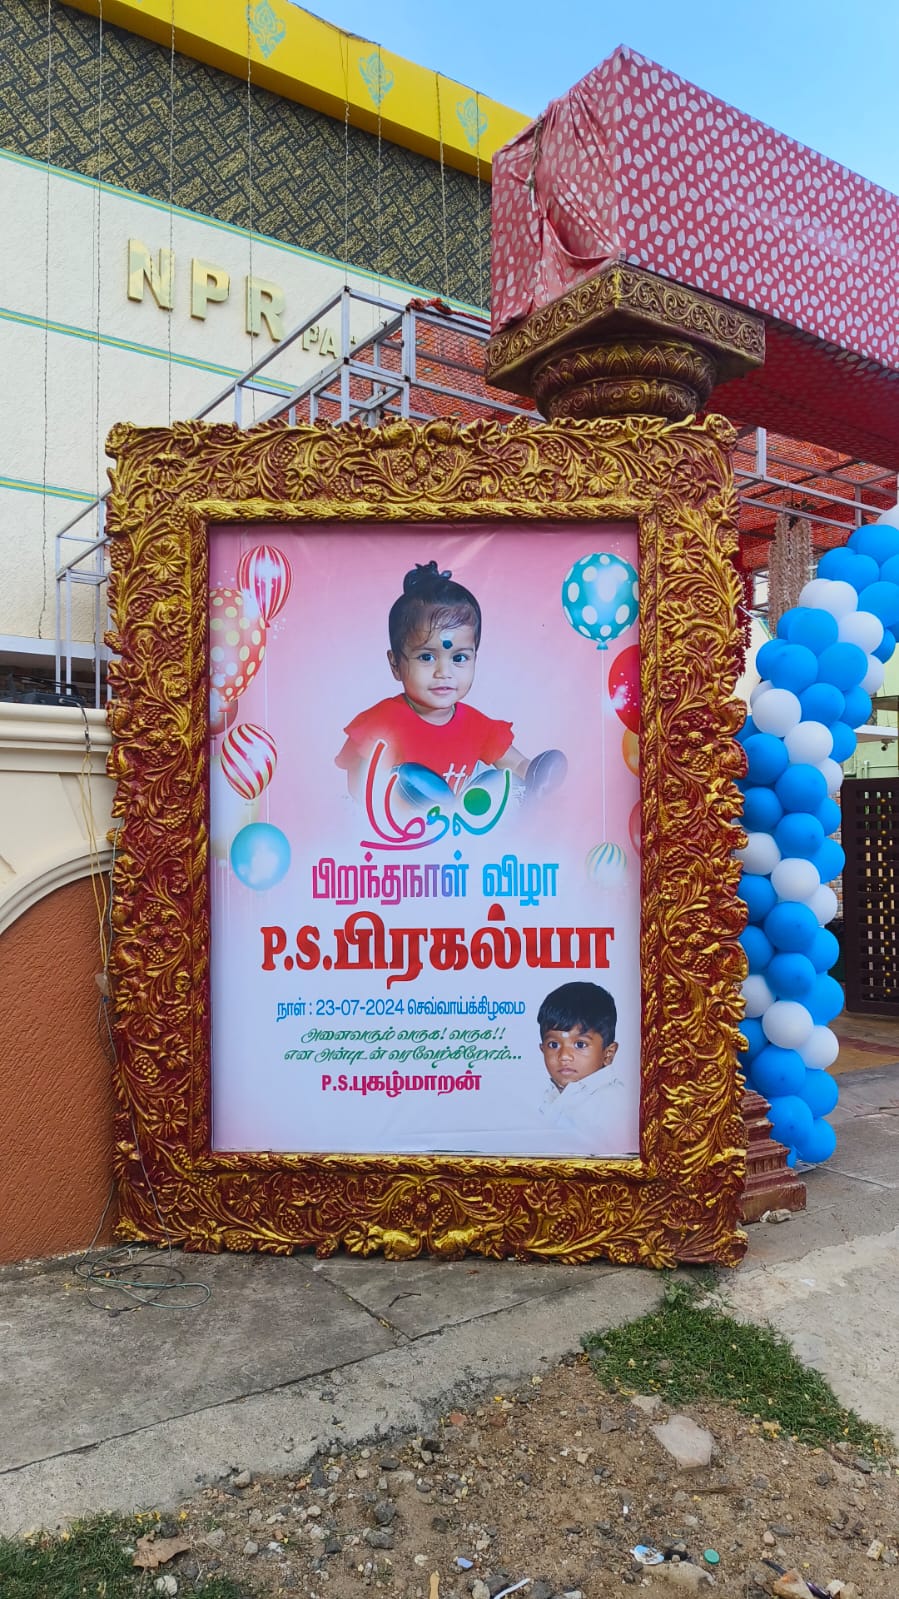 NPR
முதல்
பிறந்தநாள் விழா
P.S.பிரகல்யா
நாள் : 23-07-2024 செவ்வாய்க்கிழமை
அனைவரும் வருக! வருக!!
என அன்புடன் வரவேற்கிறோம்...
P.S.புகழ்மாறன்